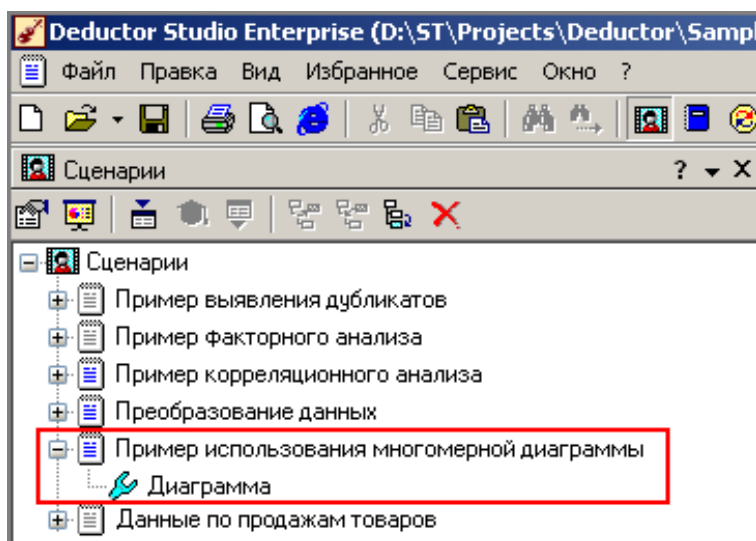 Deductor Studio Enterprise (D:\ST\Projects\Deductor\Sampl
Файл Правка Вид Избранное Сервис Окно ?
Сценарии ?
Сценарии
Пример выявления дубликатов
Пример факторного анализа
Пример корреляционного анализа
Преобразование данных
Пример использования многомерной диаграммы
Диаграмма
Данные по продажам товаров